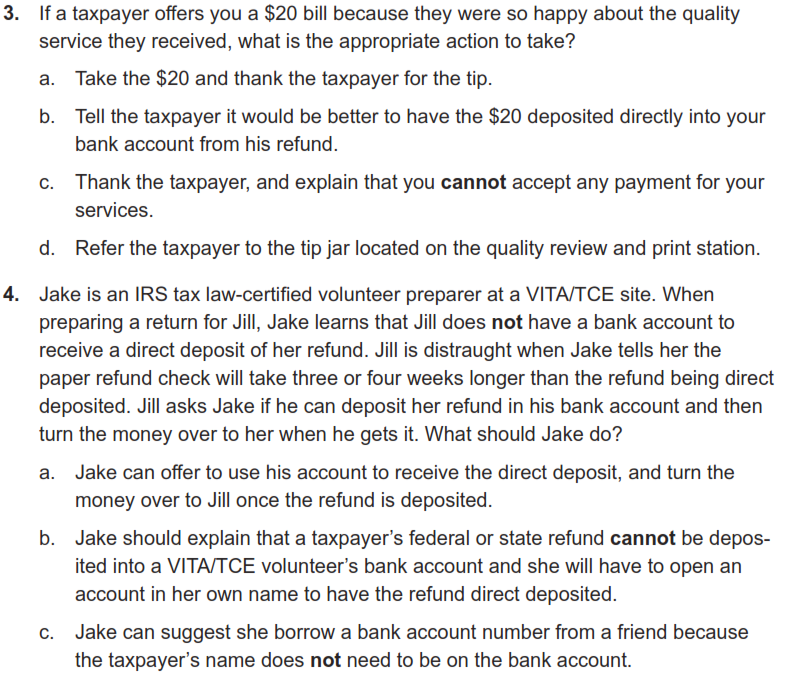 3. If a taxpayer offers you a $20 bill because they were so happy about the quality
service they received, what is the appropriate action to take?
a. Take the $20 and thank the taxpayer for the tip.
b. Tell the taxpayer it would be better to have the $20 deposited directly into your
bank account from his refund.
c. Thank the taxpayer, and explain that you cannot accept any payment for your
services.
d. Refer the taxpayer to the tip jar located on the quality review and print station.
4. Jake is an IRS tax law-certified volunteer preparer at a VITA/TCE site. When
preparing a return for Jill, Jake learns that Jill does not have a bank account to
receive a direct deposit of her refund. Jill is distraught when Jake tells her the
paper refund check will take three or four weeks longer than the refund being direct
deposited. Jill asks Jake if he can deposit her refund in his bank account and then
turn the money over to her when he gets it. What should Jake do?
a. Jake can offer to use his account to receive the direct deposit, and turn the
money over to Jill once the refund is deposited.
b. Jake should explain that a taxpayer's federal or state refund cannot be depos-
ited into a VITA/TCE volunteer's bank account and she will have to open an
account in her own name to have the refund direct deposited.
c. Jake can suggest she borrow a bank account number from a friend because
the taxpayer's name does not need to be on the bank account.